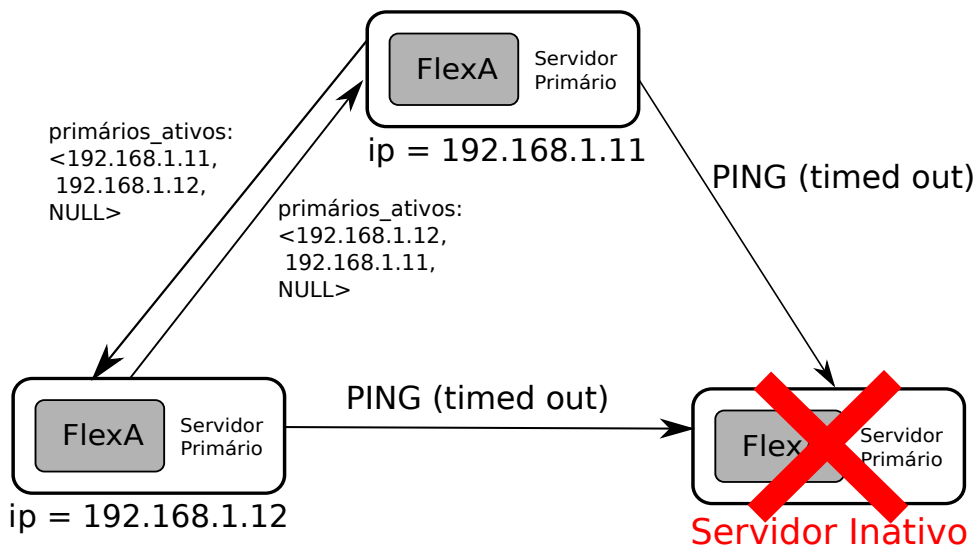 FlexA
Servidor
Primário
ip = 192.168.1.11
primários_ativos:
<192.168.1.11,
192.168.1.12,
NULL>
primários_ativos:
<192.168.1.12,
192.168.1.11,
NULL>
PING (timed out)
FlexA
Servidor
Primário
ip = 192.168.1.12
PING (timed out)
Flex
Servidor
Primário
Servidor Inativo